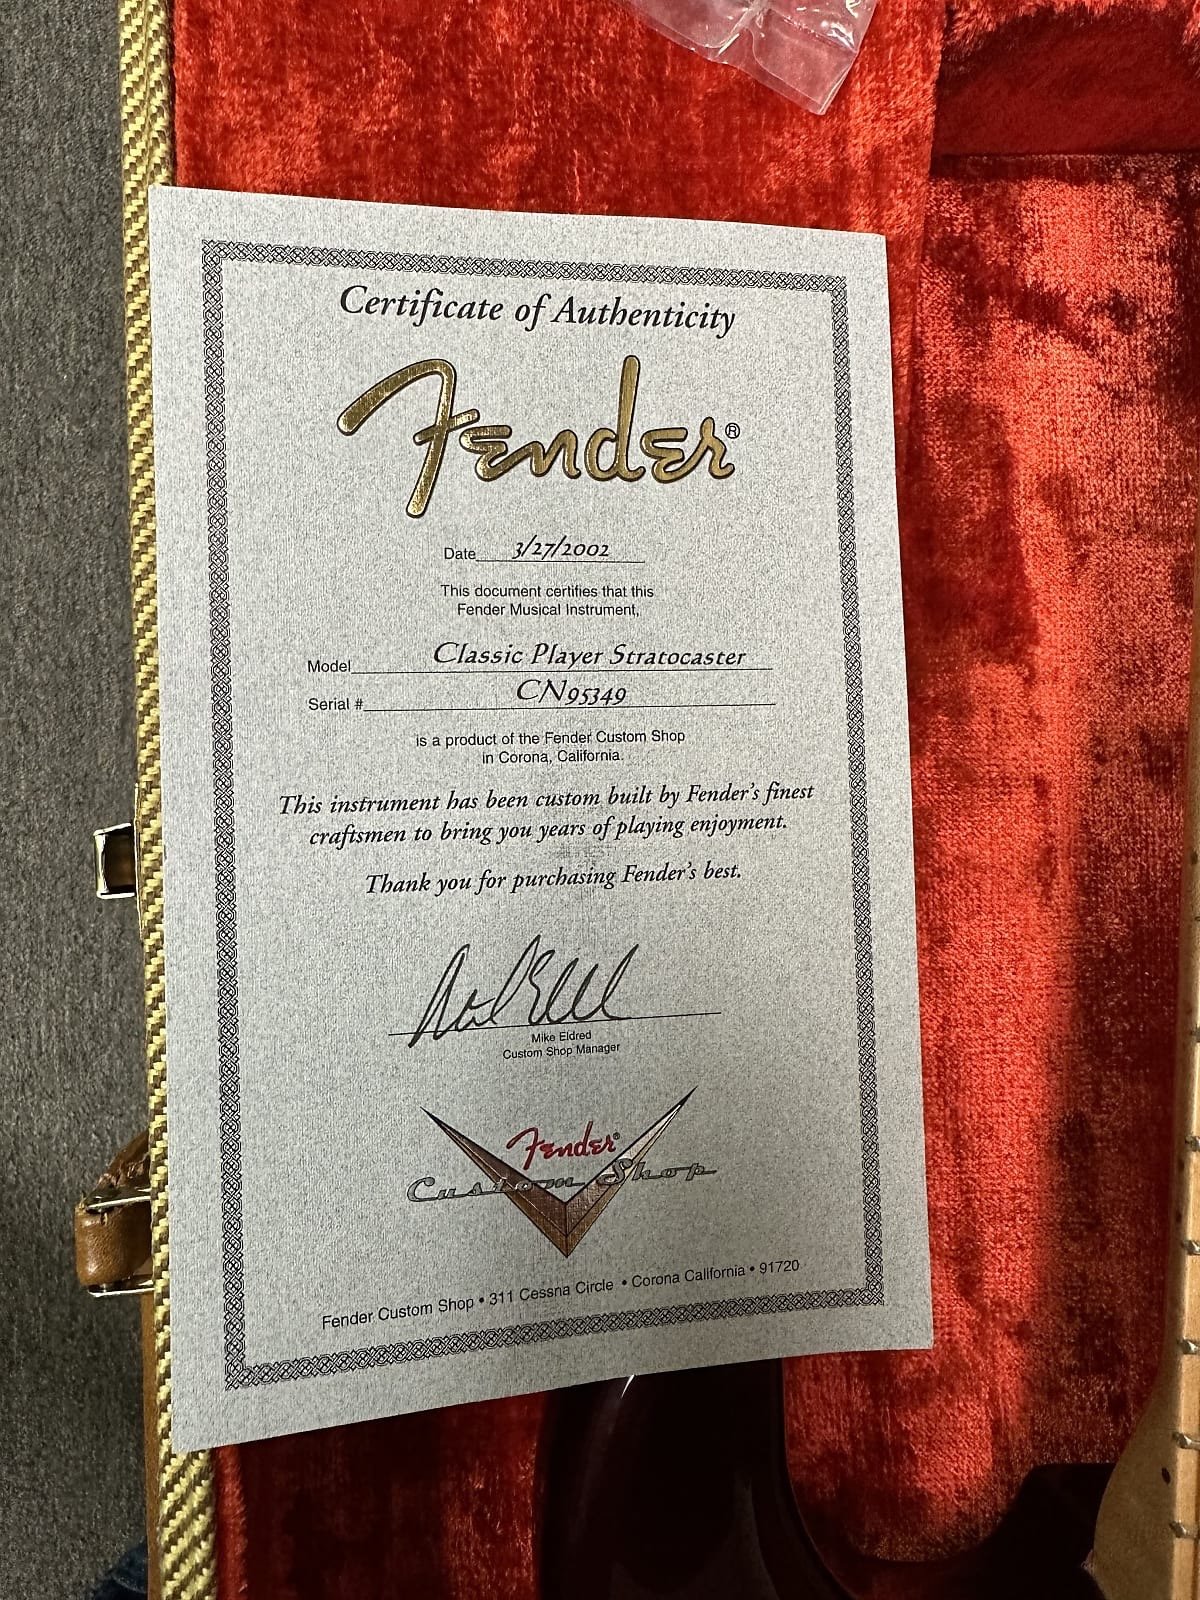 Certificate of Authenticity
Fender®
Date 3/27/2002
This document certifies that this
Fender Musical Instrument,
Model Classic Player Stratocaster
Serial # CN95349
is a product of the Fender Custom Shop
in Corona, California.
This instrument has been custom built by Fender's finest
craftsmen to bring you years of playing enjoyment.
Thank you for purchasing Fender's best.
Mike Eldred
Custom Shop Manager
Fender®
Custom Shop
Fender Custom Shop • 311 Cessna Circle • Corona California • 91720